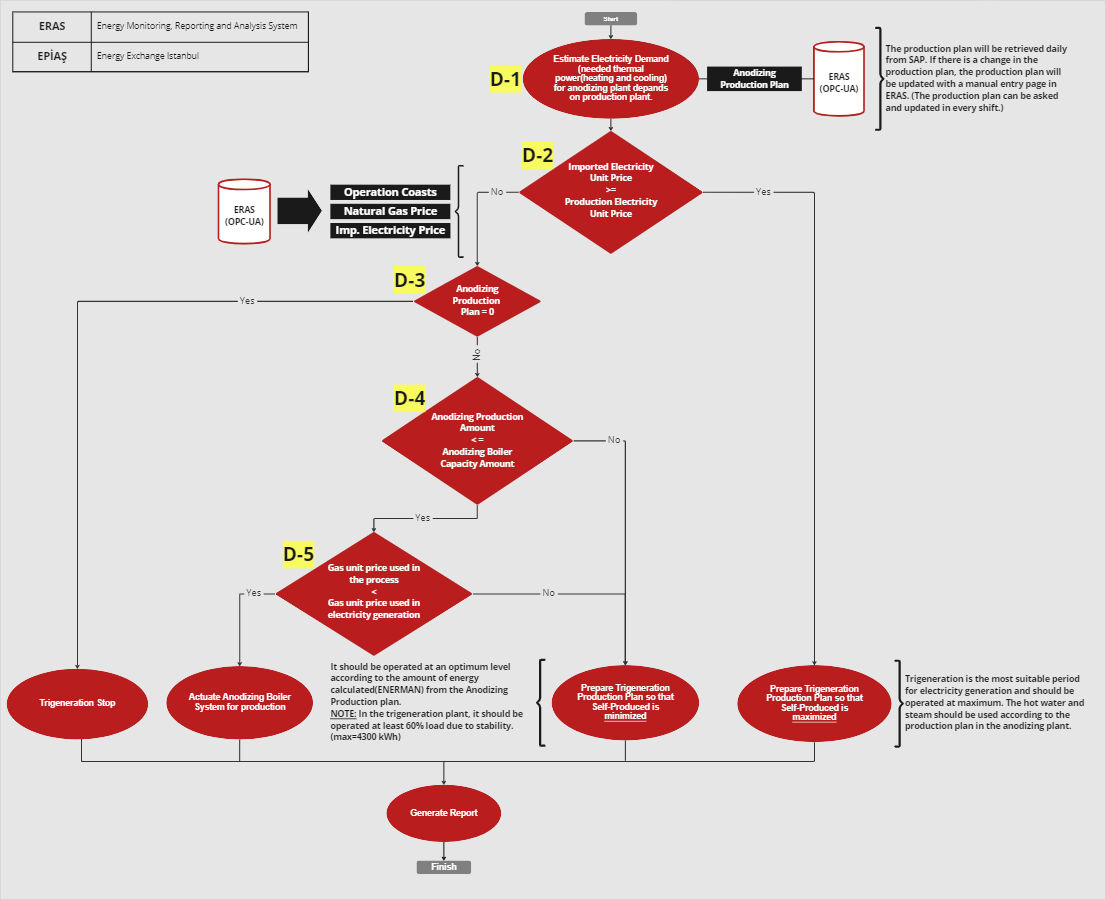 ERAS
Energy Monitoring, Reporting and Analysis System
EPİAŞ
Energy Exchange Istanbul
Start
D-1
Estimate Electricity Demand
(needed thermal
power(heating and cooling)
for anodizing plant depands
on production plant.
Anodizing
Production Plan
ERAS
(OPC-UA)
The production plan will be retrieved daily
from SAP. If there is a change in the
production plan, the production plan will
be updated with a manual entry page in
ERAS. (The production plan can be asked
and updated in every shift.)
D-2
Imported Electricity
Unit Price
>=
Production Electricity
Unit Price
No
Yes
ERAS
(OPC-UA)
Operation Coasts
Natural Gas Price
Imp. Electricity Price
D-3
Anodizing
Production
Plan = 0
Yes
No
D-4
Anodizing Production
Amount
< =
Anodizing Boiler
Capacity Amount
No
Yes
D-5
Gas unit price used in
the process
<
Gas unit price used in
electricity generation
Yes
No
Trigeneration Stop
Actuate Anodizing Boiler
System for production
It should be operated at an optimum level
according to the amount of energy
calculated(ENERMAN) from the Anodizing
Production plan.
NOTE: In the trigeneration plant, it should be
operated at least 60% load due to stability.
(max=4300 kWh)
Prepare Trigeneration
Production Plan so that
Self-Produced is
minimized
Prepare Trigeneration
Production Plan so that
Self-Produced is
maximized
Trigeneration is the most suitable period
for electricity generation and should be
operated at maximum. The hot water and
steam should be used according to the
production plan in the anodizing plant.
Generate Report
Finish